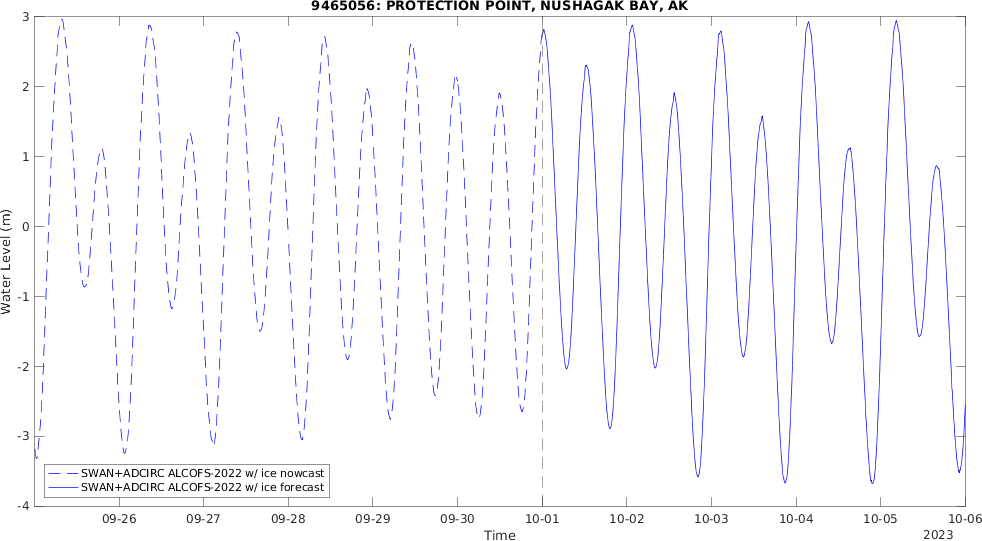 9465056: PROTECTION POINT, NUSHAGAK BAY, AK
3
2
1
0
-1
-2
-3
-4
Water Level (m)
SWAN+ADCIRC ALCOFS-2022 w/ ice nowcast
SWAN+ADCIRC ALCOFS-2022 w/ ice forecast
09-26 09-27 09-28 09-29 09-30 10-01 10-02 10-03 10-04 10-05 10-06
Time
2023